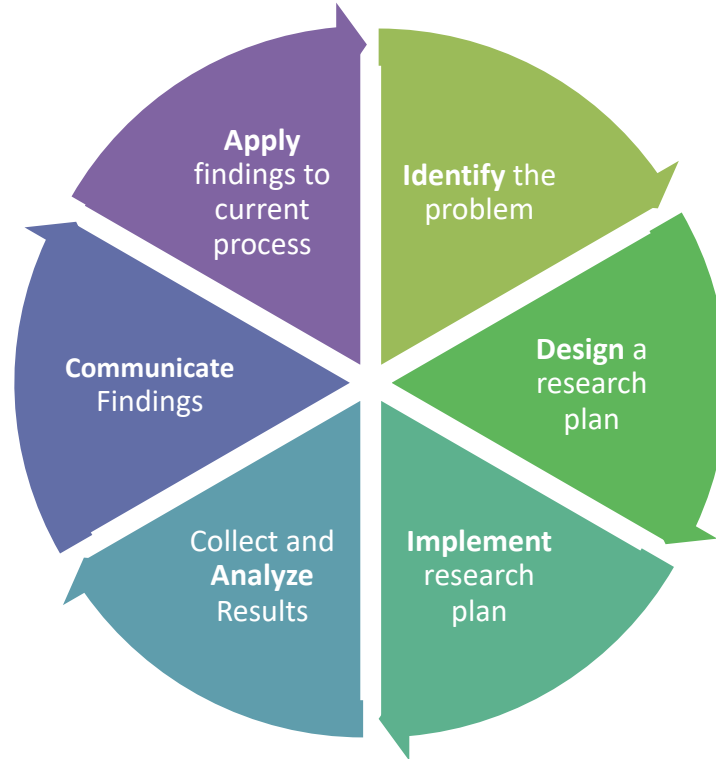 Identify the
problem
Design a
research
plan
Implement
research
plan
Collect and
Analyze
Results
Communicate
Findings
Apply
findings to
current
process